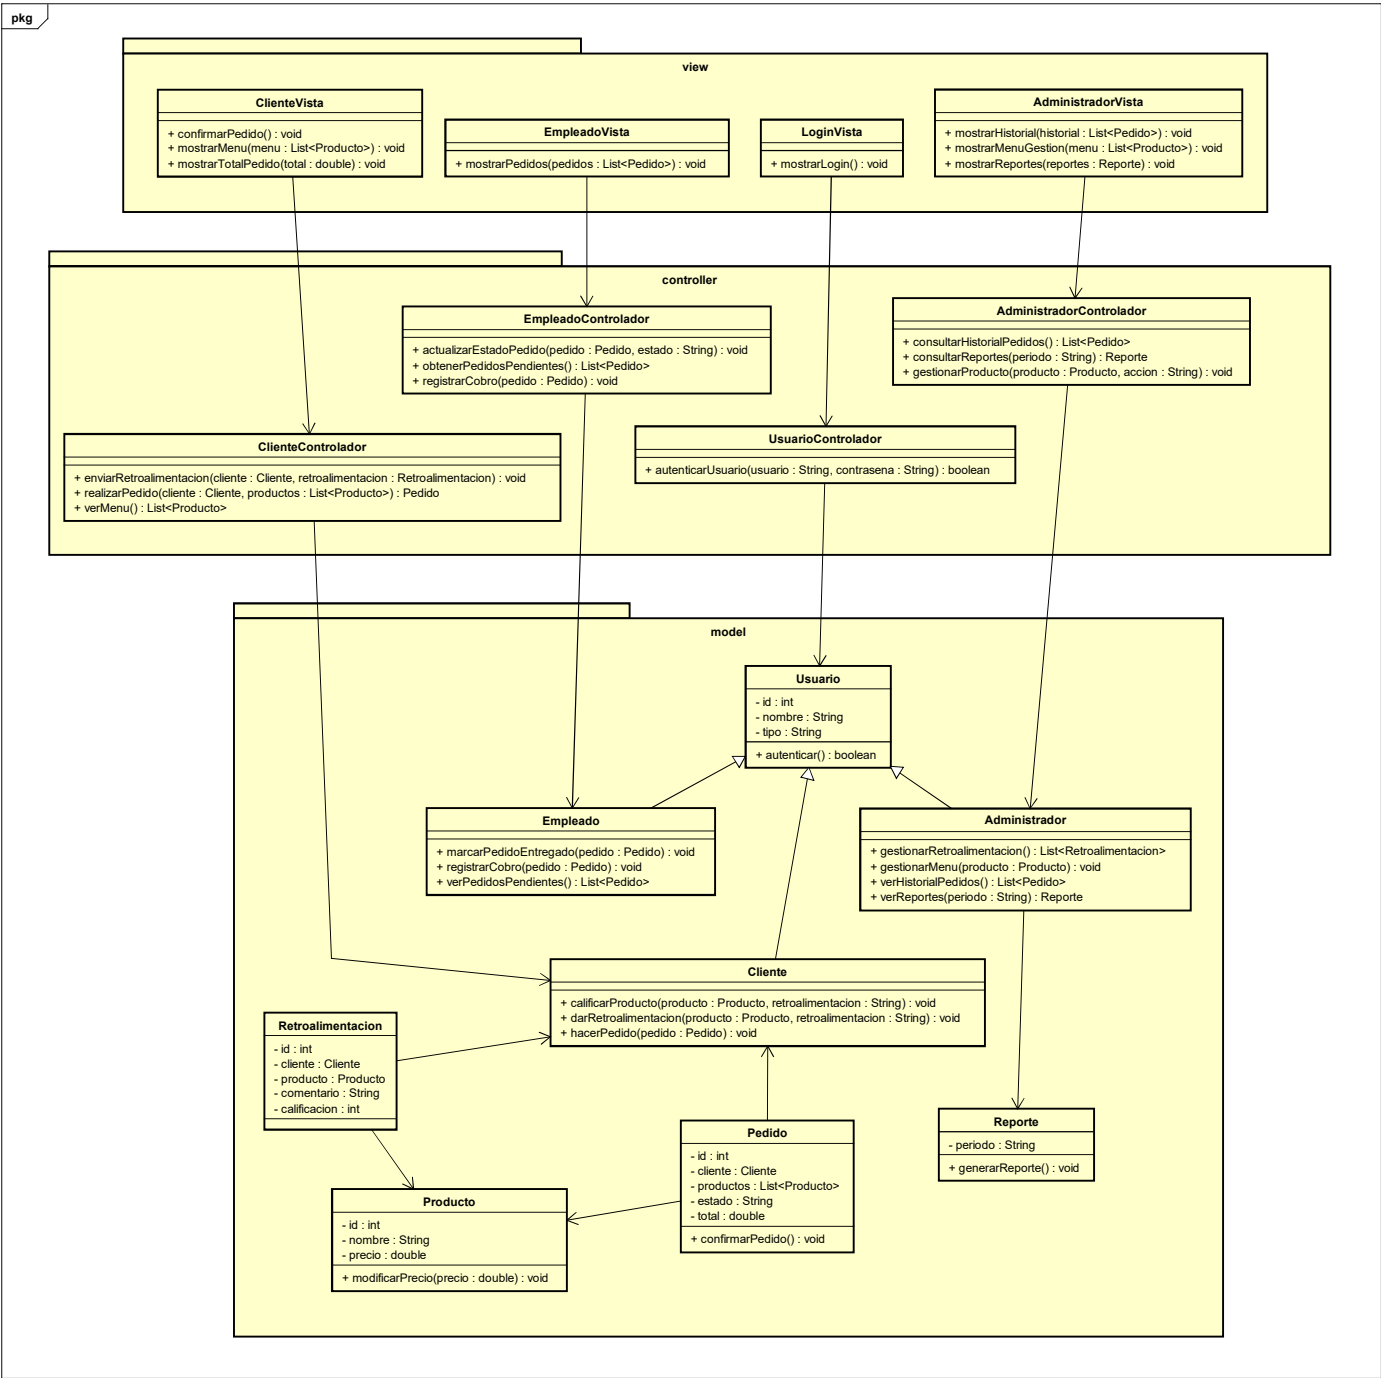 pkg
view
ClienteVista
+ confirmarPedido() : void
+ mostrarMenu(menu : List<Producto>) : void
+ mostrarTotalPedido(total : double) : void
EmpleadoVista
+ mostrarPedidos(pedidos : List<Pedido>) : void
LoginVista
+ mostrarLogin() : void
AdministradorVista
+ mostrarHistorial(historial : List<Pedido>) : void
+ mostrarMenuGestion(menu : List<Producto>) : void
+ mostrarReportes(reportes : Reporte) : void
controller
EmpleadoControlador
+ actualizarEstadoPedido(pedido : Pedido, estado : String) : void
+ obtenerPedidosPendientes() : List<Pedido>
+ registrarCobro(pedido : Pedido) : void
AdministradorControlador
+ consultarHistorialPedidos() : List<Pedido>
+ consultarReportes(periodo : String) : Reporte
+ gestionarProducto(producto : Producto, accion : String) : void
ClienteControlador
+ enviarRetroalimentacion(cliente : Cliente, retroalimentacion : Retroalimentacion) : void
+ realizarPedido(cliente : Cliente, productos : List<Producto>) : Pedido
+ verMenu() : List<Producto>
UsuarioControlador
+ autenticarUsuario(usuario : String, contrasena : String) : boolean
model
Usuario
- id : int
- nombre : String
- tipo : String
+ autenticar() : boolean
Empleado
+ marcarPedidoEntregado(pedido : Pedido) : void
+ registrarCobro(pedido : Pedido) : void
+ verPedidosPendientes() : List<Pedido>
Administrador
+ gestionarRetroalimentacion() : List<Retroalimentacion>
+ gestionarMenu(producto : Producto) : void
+ verHistorialPedidos() : List<Pedido>
+ verReportes(periodo : String) : Reporte
Cliente
+ calificarProducto(producto : Producto, retroalimentacion : String) : void
+ darRetroalimentacion(producto : Producto, retroalimentacion : String) : void
+ hacerPedido(pedido : Pedido) : void
Retroalimentacion
- id : int
- cliente : Cliente
- producto : Producto
- comentario : String
- calificacion : int
Pedido
- id : int
- cliente : Cliente
- productos : List<Producto>
- estado : String
- total : double
+ confirmarPedido() : void
Reporte
- periodo : String
+ generarReporte() : void
Producto
- id : int
- nombre : String
- precio : double
+ modificarPrecio(precio : double) : void